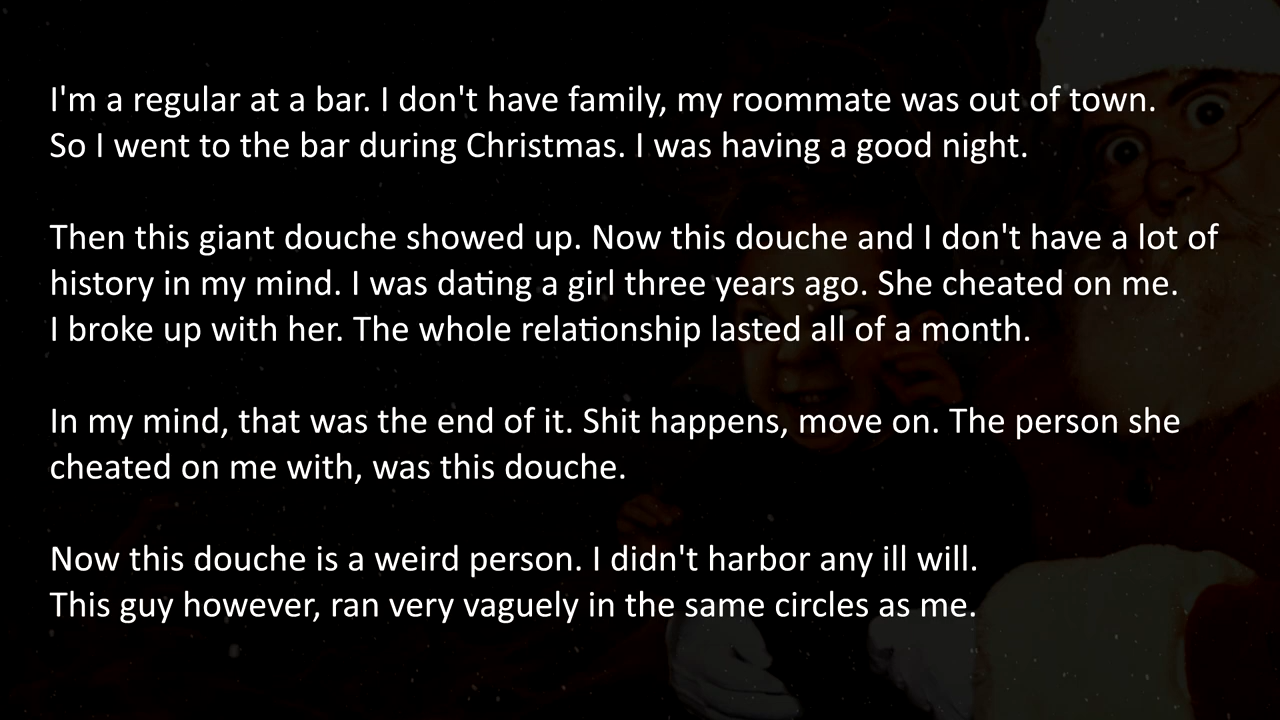 I'm a regular at a bar. I don't have family, my roommate was out of town.
So I went to the bar during Christmas. I was having a good night.
Then this giant douche showed up. Now this douche and I don't have a lot of
history in my mind. I was dating a girl three years ago. She cheated on me.
I broke up with her. The whole relationship lasted all of a month.
In my mind, that was the end of it. Shit happens, move on. The person she
cheated on me with, was this douche.
Now this douche is a weird person. I didn't harbor any ill will.
This guy however, ran very vaguely in the same circles as me.